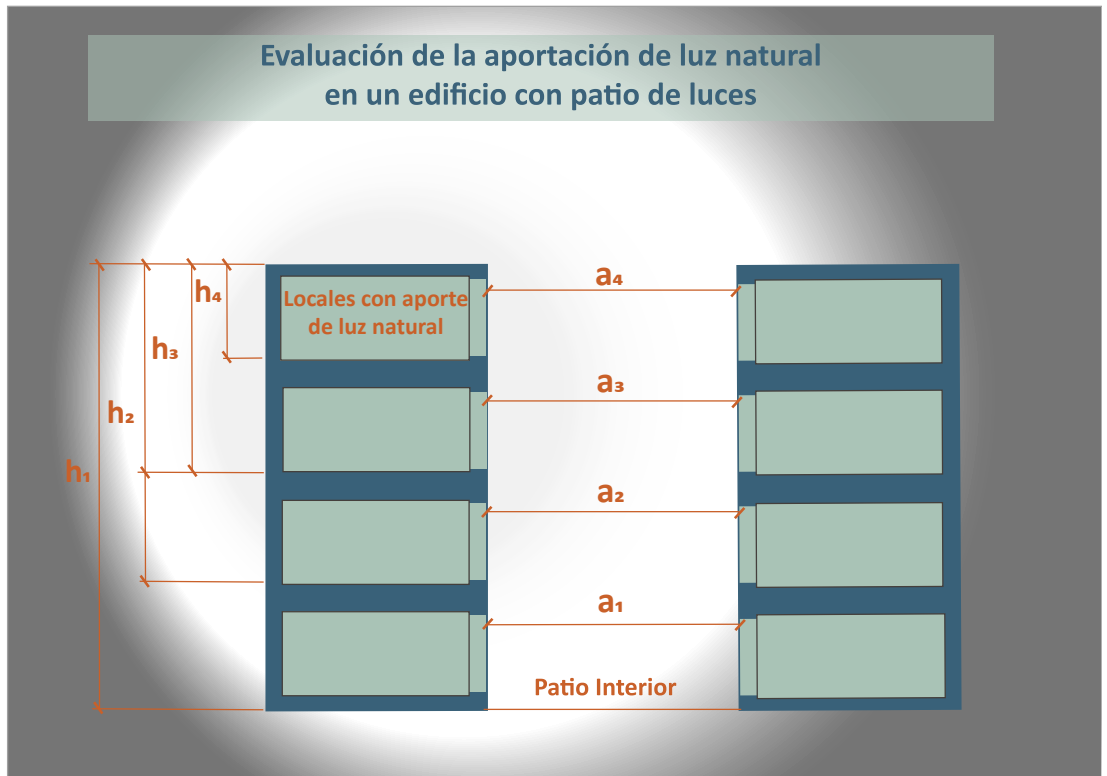 Evaluación de la aportación de luz natural
en un edificio con patio de luces
a₄
h₄
Locales con aporte
de luz natural
h₃
a₃
h₂
h₁
a₂
a₁
Patio Interior